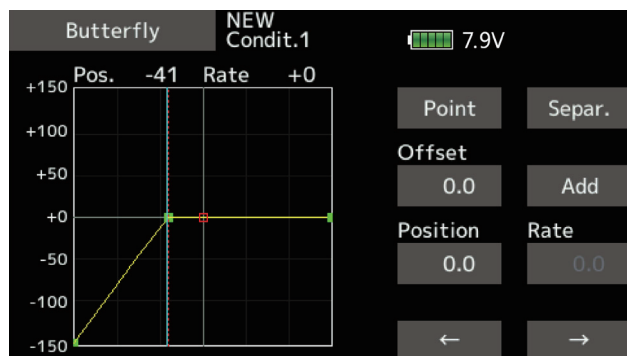 Butterfly
NEW
Condit.1
7.9V
Pos. -41 Rate +0
+150
+100
+50
+0
-50
-100
-150
Point
Separ.
Offset
0.0
Add
Position
Rate
0.0
0.0
←
→